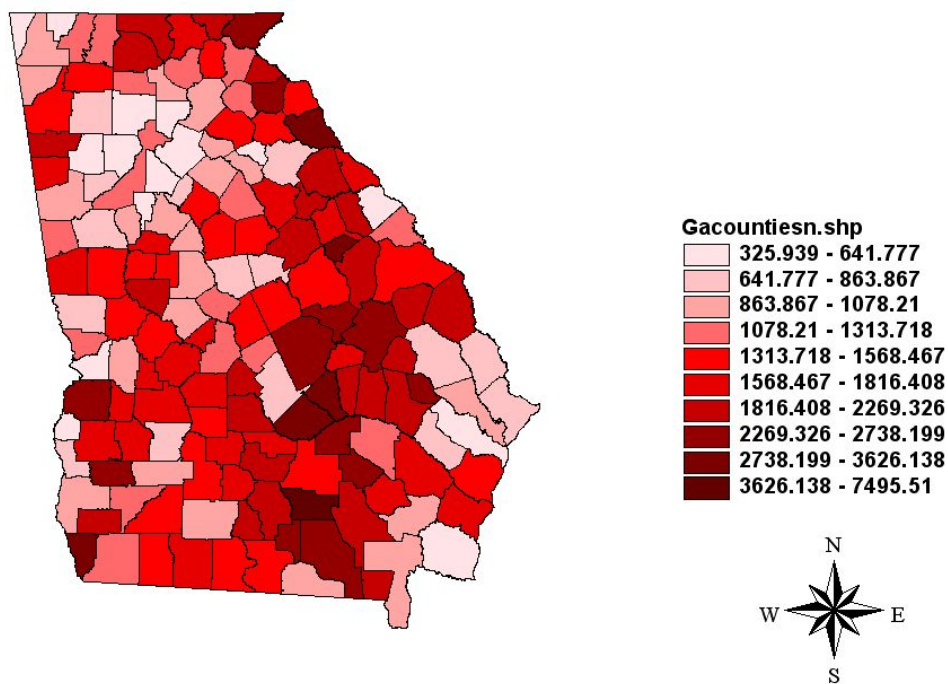 Gacountiesn.shp
325.939 - 641.777
641.777 - 863.867
863.867 - 1078.21
1078.21 - 1313.718
1313.718 - 1568.467
1568.467 - 1816.408
1816.408 - 2269.326
2269.326 - 2738.199
2738.199 - 3626.138
3626.138 - 7495.51
N
W E
S